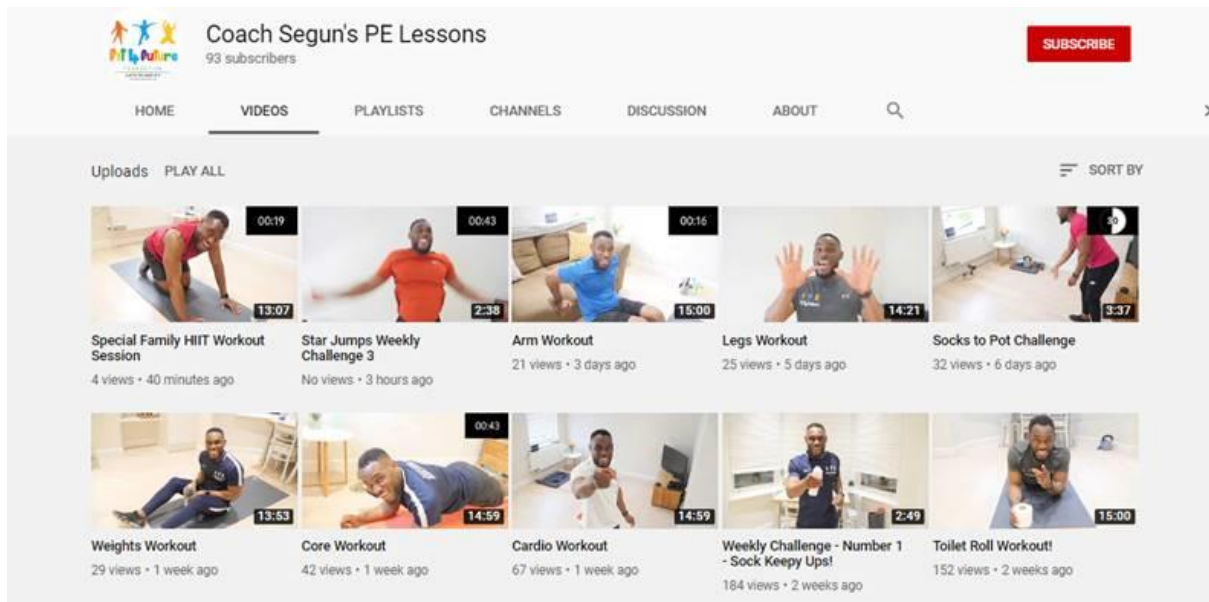 Fit 4 Future
Coach Segun's PE Lessons
93 subscribers
SUBSCRIBE
HOME VIDEOS PLAYLISTS CHANNELS DISCUSSION ABOUT
Uploads PLAY ALL
SORT BY
00:19
13:07
00:43
2:38
00:16
15:00
14:21
30
3:37
Special Family HIIT Workout
Session
4 views • 40 minutes ago
Star Jumps Weekly
Challenge 3
No views • 3 hours ago
Arm Workout
21 views • 3 days ago
Legs Workout
25 views • 5 days ago
Socks to Pot Challenge
32 views • 6 days ago
13:53
00:43
14:59
14:59
2:49
15:00
Weights Workout
29 views • 1 week ago
Core Workout
42 views • 1 week ago
Cardio Workout
67 views • 1 week ago
Weekly Challenge - Number 1
- Sock Keepy Ups!
184 views • 2 weeks ago
Toilet Roll Workout!
152 views • 2 weeks ago